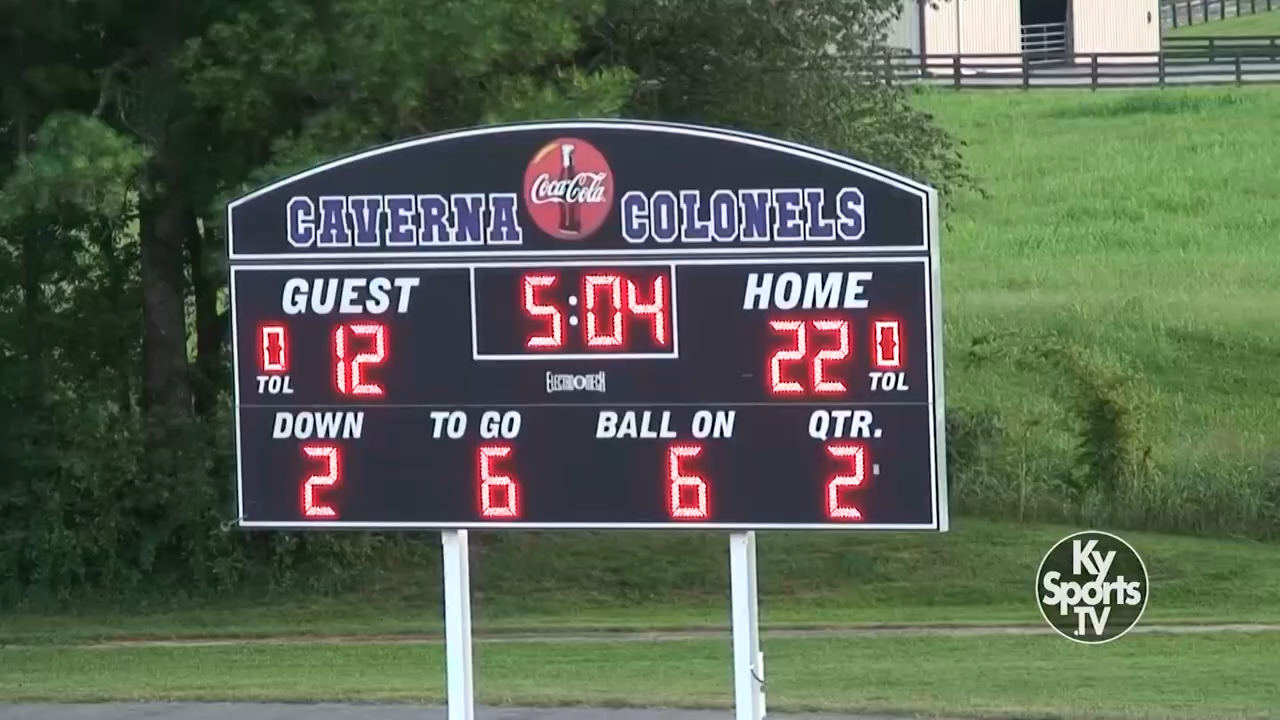 CAVERNA Coca-Cola COLONELS
GUEST 5:04 HOME
0 12 22 0
TOL ELECTRO-MECH TOL
DOWN TO GO BALL ON QTR.
2 6 6 2
Ky
Sports
.TV